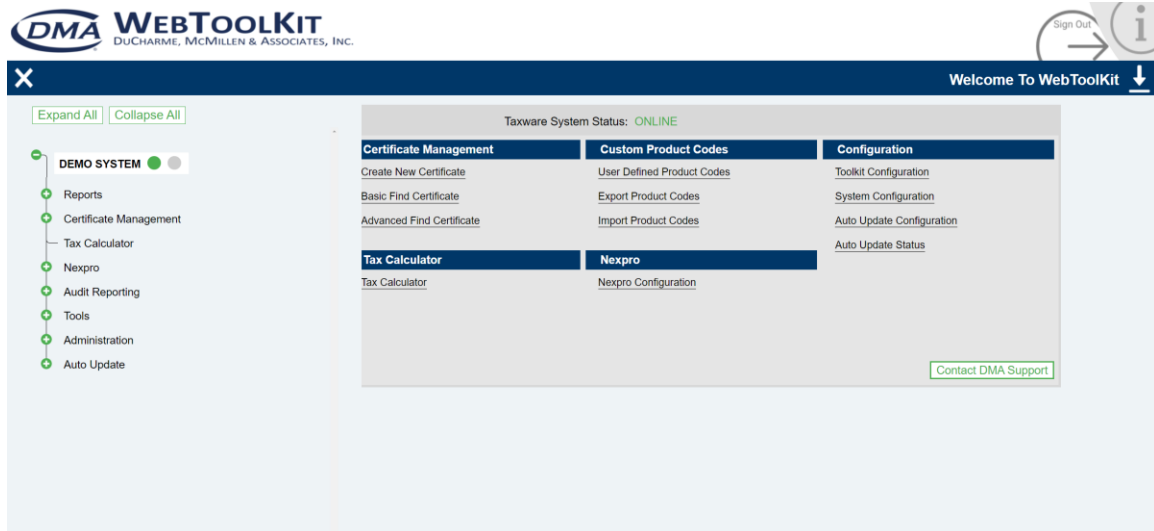 DMA WEBTOOLKIT
DUCHARME, MCMILLEN & ASSOCIATES, INC.
Sign Out
i
Welcome To WebToolKit
Expand All Collapse All
Taxware System Status: ONLINE
DEMO SYSTEM
Reports
Certificate Management
Tax Calculator
Nexpro
Audit Reporting
Tools
Administration
Auto Update
Certificate Management
Create New Certificate
Basic Find Certificate
Advanced Find Certificate
Custom Product Codes
User Defined Product Codes
Export Product Codes
Import Product Codes
Configuration
Toolkit Configuration
System Configuration
Auto Update Configuration
Auto Update Status
Tax Calculator
Tax Calculator
Nexpro
Nexpro Configuration
Contact DMA Support